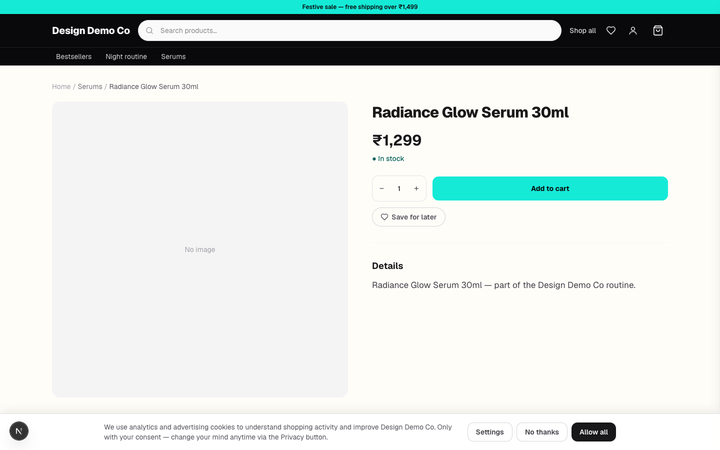 Festive sale — free shipping over ₹1,499
Design Demo Co
Search products...
Shop all
Bestsellers Night routine Serums
Home / Serums / Radiance Glow Serum 30ml
No image
Radiance Glow Serum 30ml
₹1,299
In stock
− 1 +
Add to cart
Save for later
Details
Radiance Glow Serum 30ml — part of the Design Demo Co routine.
N
We use analytics and advertising cookies to understand shopping activity and improve Design Demo Co. Only
with your consent — change your mind anytime via the Privacy button.
Settings
No thanks
Allow all